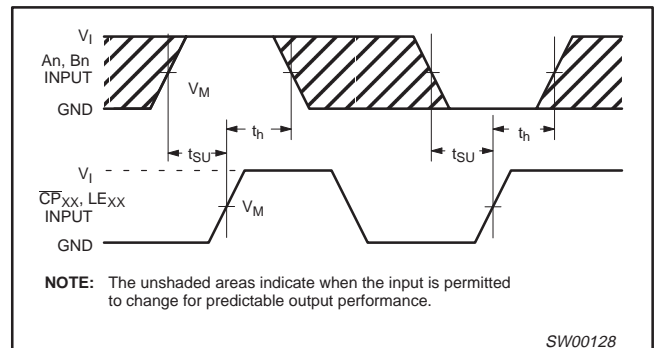 V_I
An, Bn
INPUT
V_M
GND
t_SU
t_h
t_SU
t_h
V_I
C̅P̅_XX, LE_XX
INPUT
V_M
GND
NOTE: The unshaded areas indicate when the input is permitted
to change for predictable output performance.
SW00128